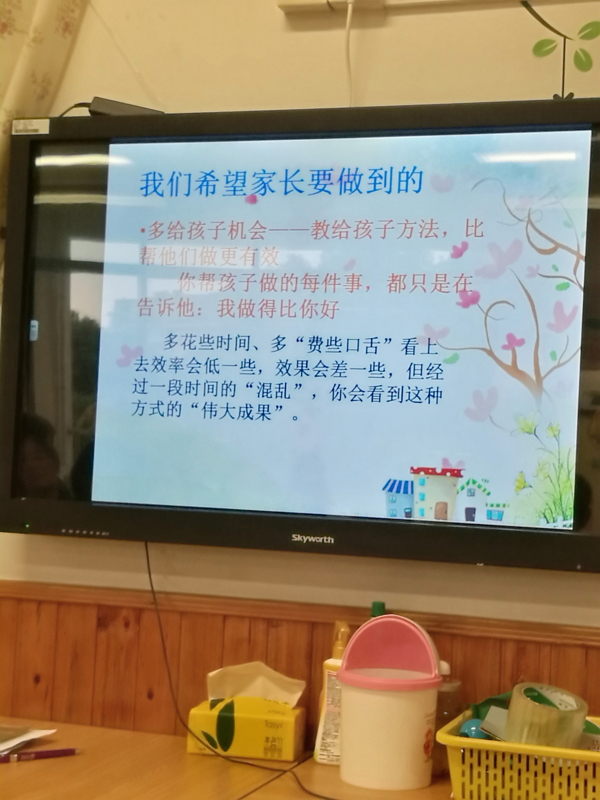 我们希望家长要做到的
•多给孩子机会——教给孩子方法，比
帮他们做更有效
你帮孩子做的每件事，都只是在
告诉他：我做得比你好
多花些时间、多“费些口舌”看上
去效率会低一些，效果会差一些，但经
过一段时间的“混乱”，你会看到这种
方式的“伟大成果”。
Skyworth